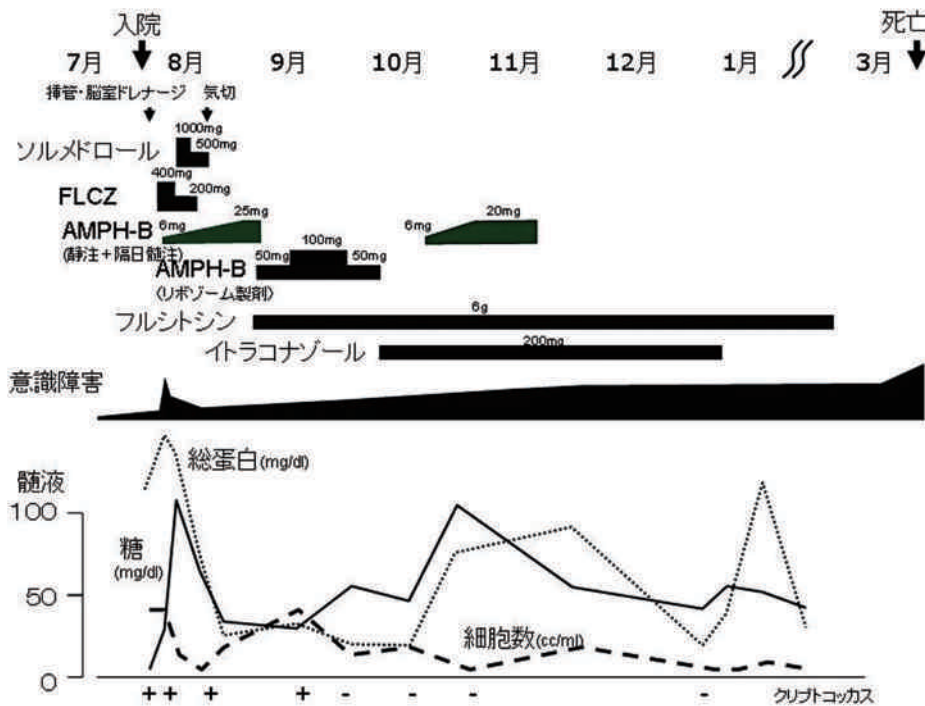 入院
死亡
7月 8月 9月 10月 11月 12月 1月 3月
挿管・脳室ドレナージ 気切
1000mg
ソルメドロール 500mg
400mg
FLCZ 200mg
AMPH-B 6mg 25mg 6mg 20mg
(静注+隔日髄注)
AMPH-B 50mg 100mg 50mg
(リポゾーム製剤)
フルシトシン 6g
イトラコナゾール 200mg
意識障害
総蛋白(mg/dl)
髄液
100
糖
(mg/dl)
50
細胞数(cc/ml)
0
+ + + + - - - - クリプトコッカス